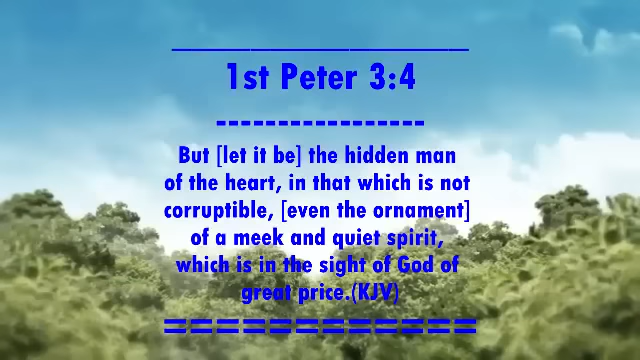 1st Peter 3:4
-----------------
But [let it be] the hidden man
of the heart, in that which is not
corruptible, [even the ornament]
of a meek and quiet spirit,
which is in the sight of God of
great price.(KJV)
============